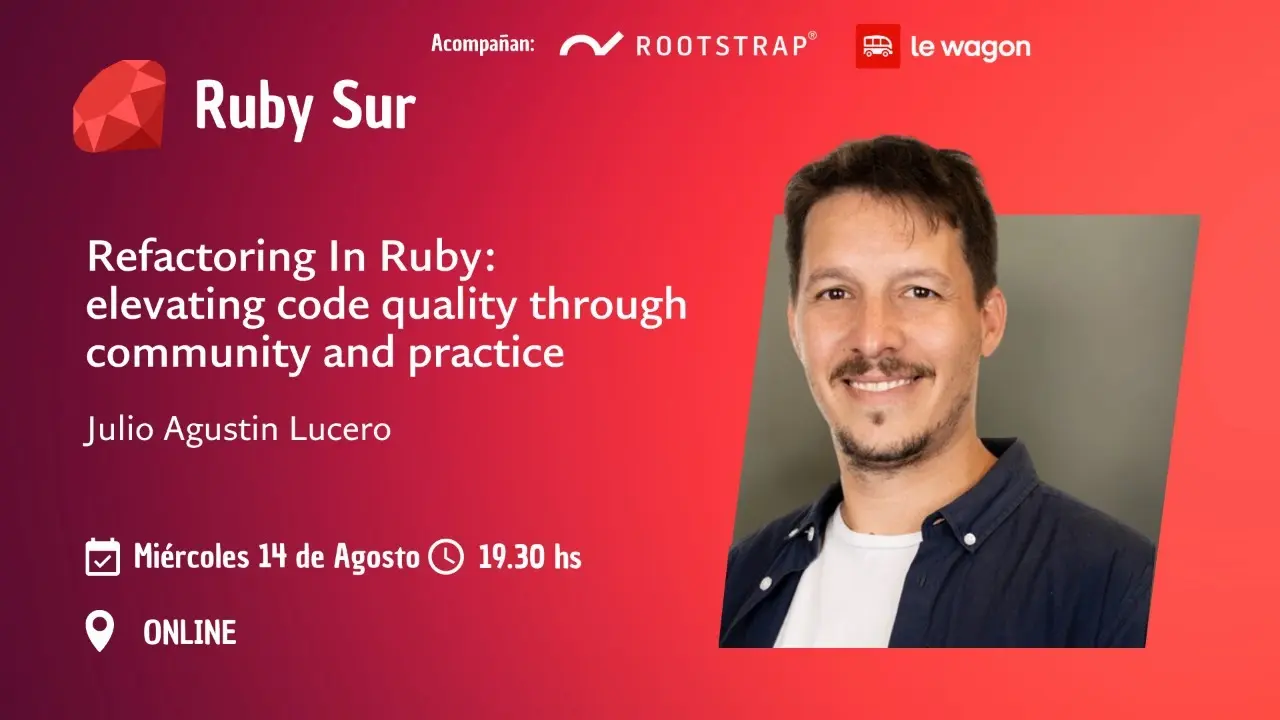 Acompañan:
ROOTSTRAP®
le wagon
Ruby Sur
Refactoring In Ruby:
elevating code quality through
community and practice
Julio Agustin Lucero
Miércoles 14 de Agosto
19.30 hs
ONLINE